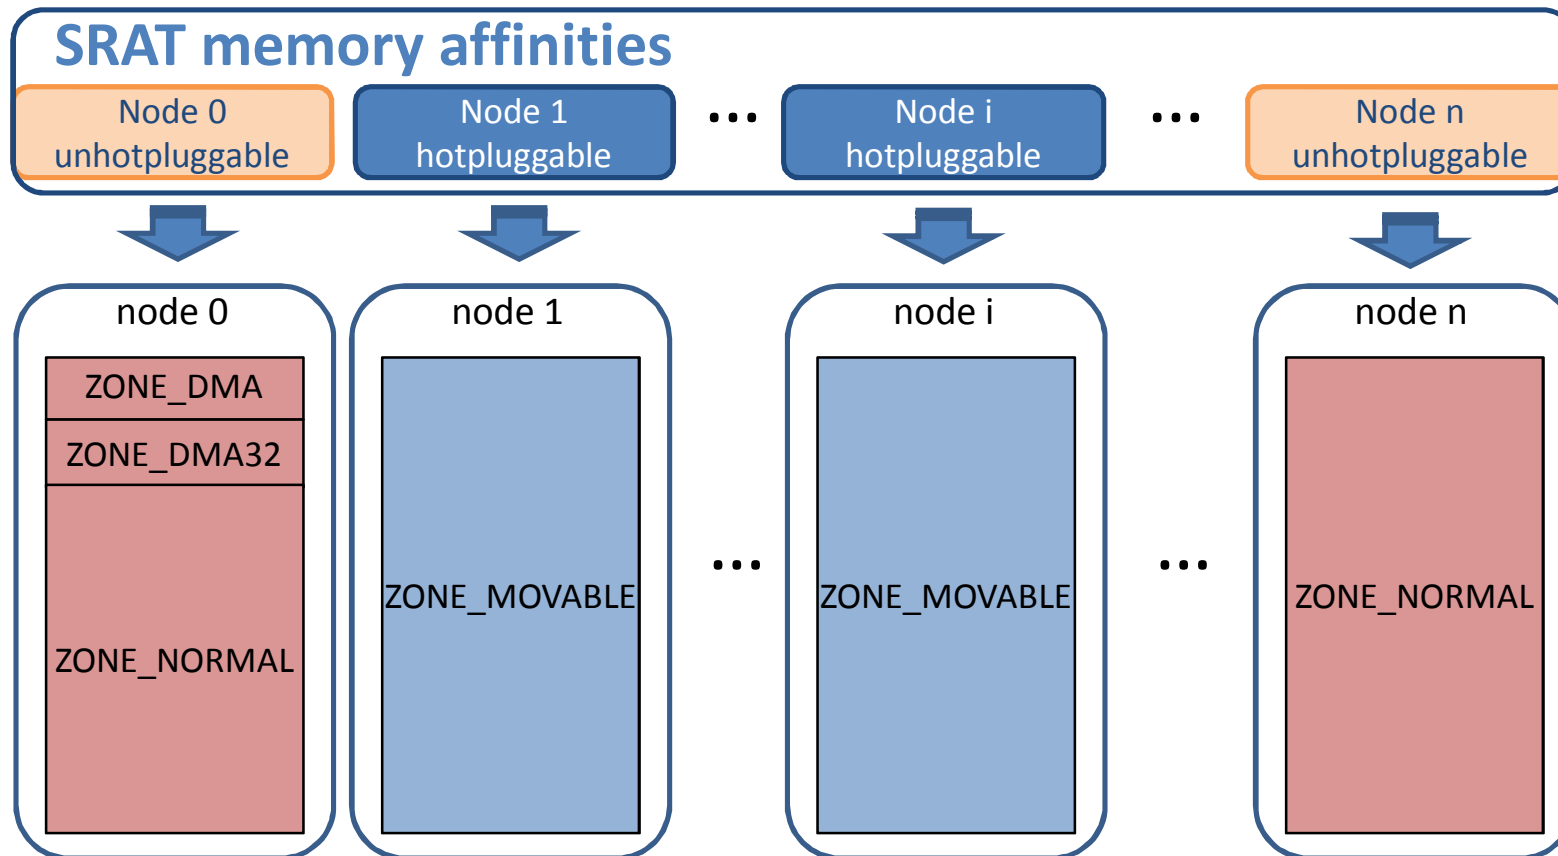 SRAT memory affinities
Node 0
unhotpluggable
Node 1
hotpluggable
...
Node i
hotpluggable
...
Node n
unhotpluggable
node 0
node 1
node i
node n
ZONE_DMA
ZONE_DMA32
ZONE_NORMAL
ZONE_MOVABLE
...
ZONE_MOVABLE
...
ZONE_NORMAL